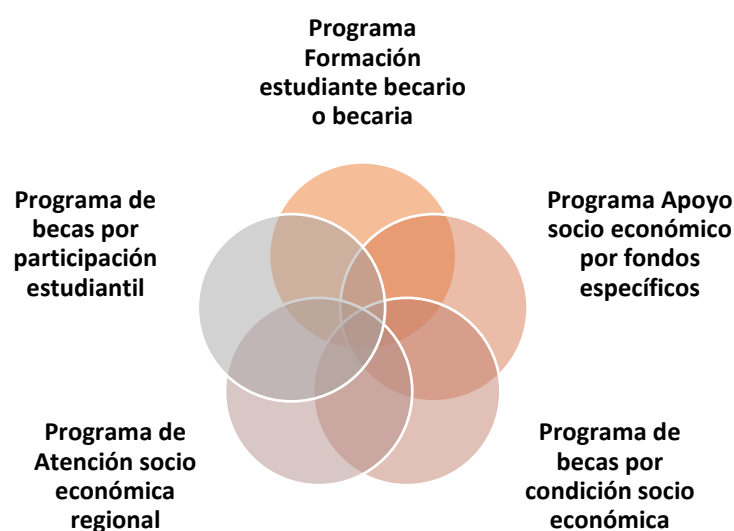 Programa
Formación
estudiante becario
o becaria
Programa de
becas por
participación
estudiantil
Programa Apoyo
socio económico
por fondos
específicos
Programa de
Atención socio
económica
regional
Programa de
becas por
condición socio
económica